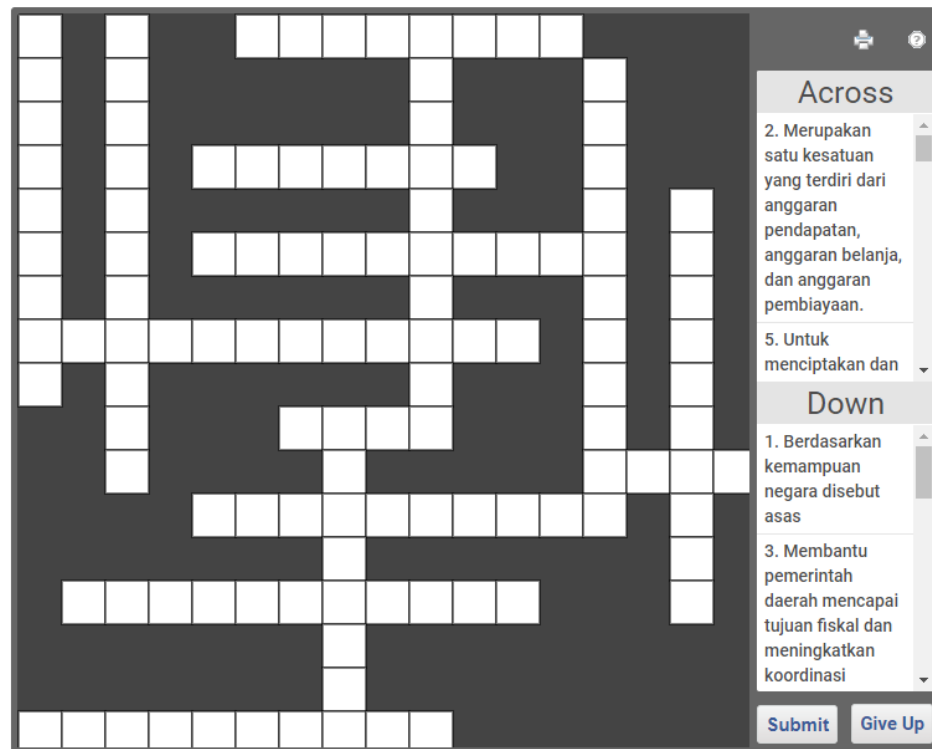 Across
2. Merupakan
satu kesatuan
yang terdiri dari
anggaran
pendapatan,
anggaran belanja,
dan anggaran
pembiayaan.
5. Untuk
menciptakan dan
Down
1. Berdasarkan
kemampuan
negara disebut
asas
3. Membantu
pemerintah
daerah mencapai
tujuan fiskal dan
meningkatkan
koordinasi
Submit
Give Up